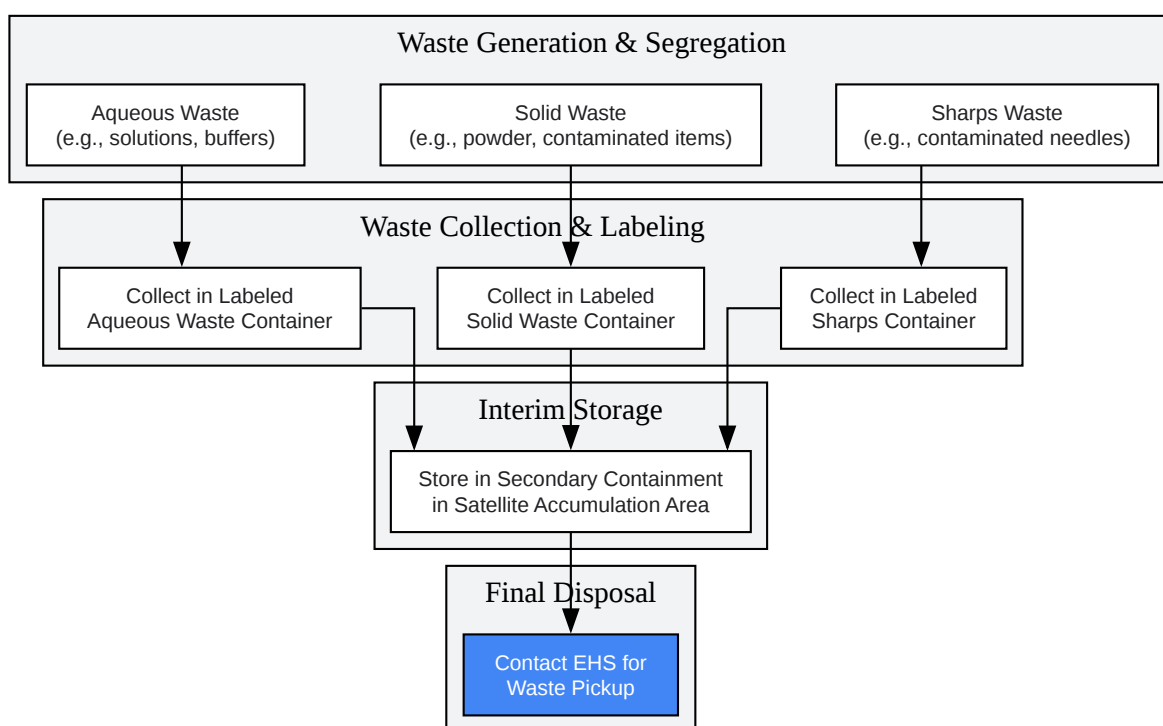 Waste Generation & Segregation
Aqueous Waste
(e.g., solutions, buffers)
Solid Waste
(e.g., powder, contaminated items)
Sharps Waste
(e.g., contaminated needles)
Waste Collection & Labeling
Collect in Labeled
Aqueous Waste Container
Collect in Labeled
Solid Waste Container
Collect in Labeled
Sharps Container
Interim Storage
Store in Secondary Containment
in Satellite Accumulation Area
Final Disposal
Contact EHS for
Waste Pickup